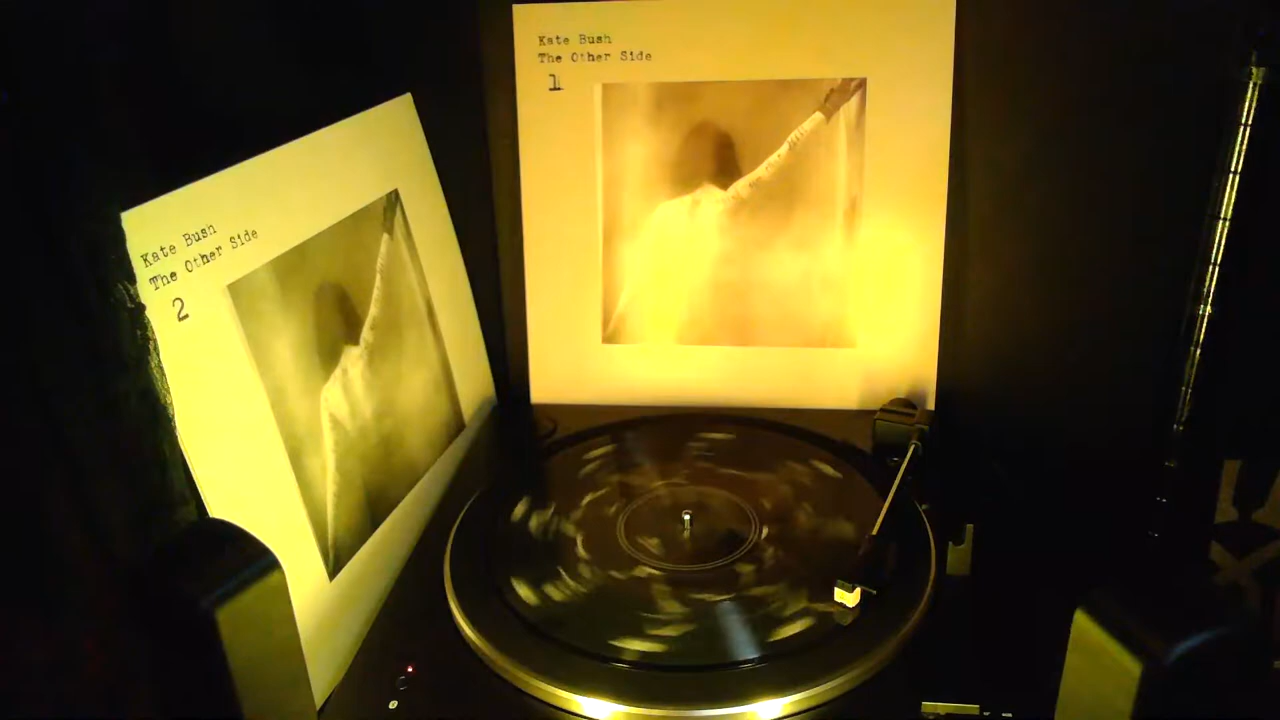 Kate Bush
The Other Side
1
Kate Bush
The Other Side
2